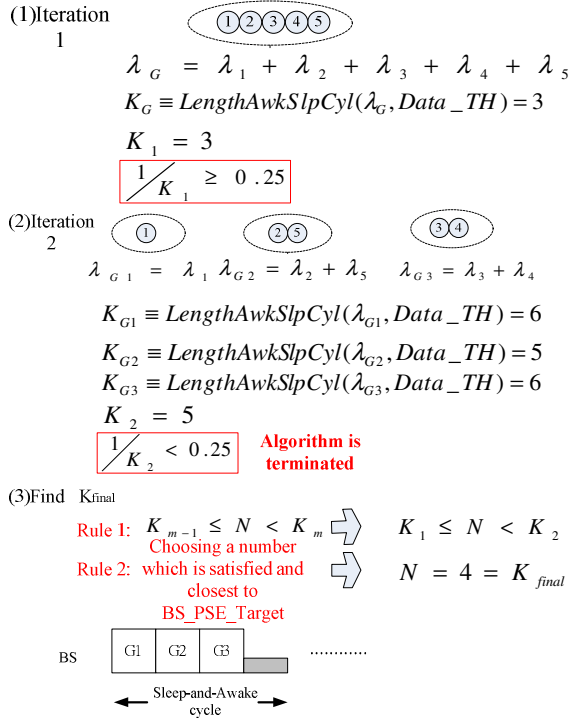 (1)Iteration
1
1 2 3 4 5
λ G = λ 1 + λ 2 + λ 3 + λ 4 + λ 5
K G ≡ LengthAwkSlpCyl(λ G, Data_TH) = 3
K 1 = 3
1/K 1 ≥ 0.25
(2)Iteration
2
1
2 5
3 4
λ G1 = λ 1
λ G2 = λ 2 + λ 5
λ G3 = λ 3 + λ 4
K G1 ≡ LengthAwkSlpCyl(λ G1, Data_TH) = 6
K G2 ≡ LengthAwkSlpCyl(λ G2, Data_TH) = 5
K G3 ≡ LengthAwkSlpCyl(λ G3, Data_TH) = 6
K 2 = 5
1/K 2 < 0.25
Algorithm is
terminated
(3)Find Kfinal
Rule 1: K m-1 ≤ N < K m
K 1 ≤ N < K 2
Rule 2:
Choosing a number
which is satisfied and
closest to
BS_PSE_Target
N = 4 = K final
BS G1 G2 G3 ............
Sleep-and-Awake
cycle